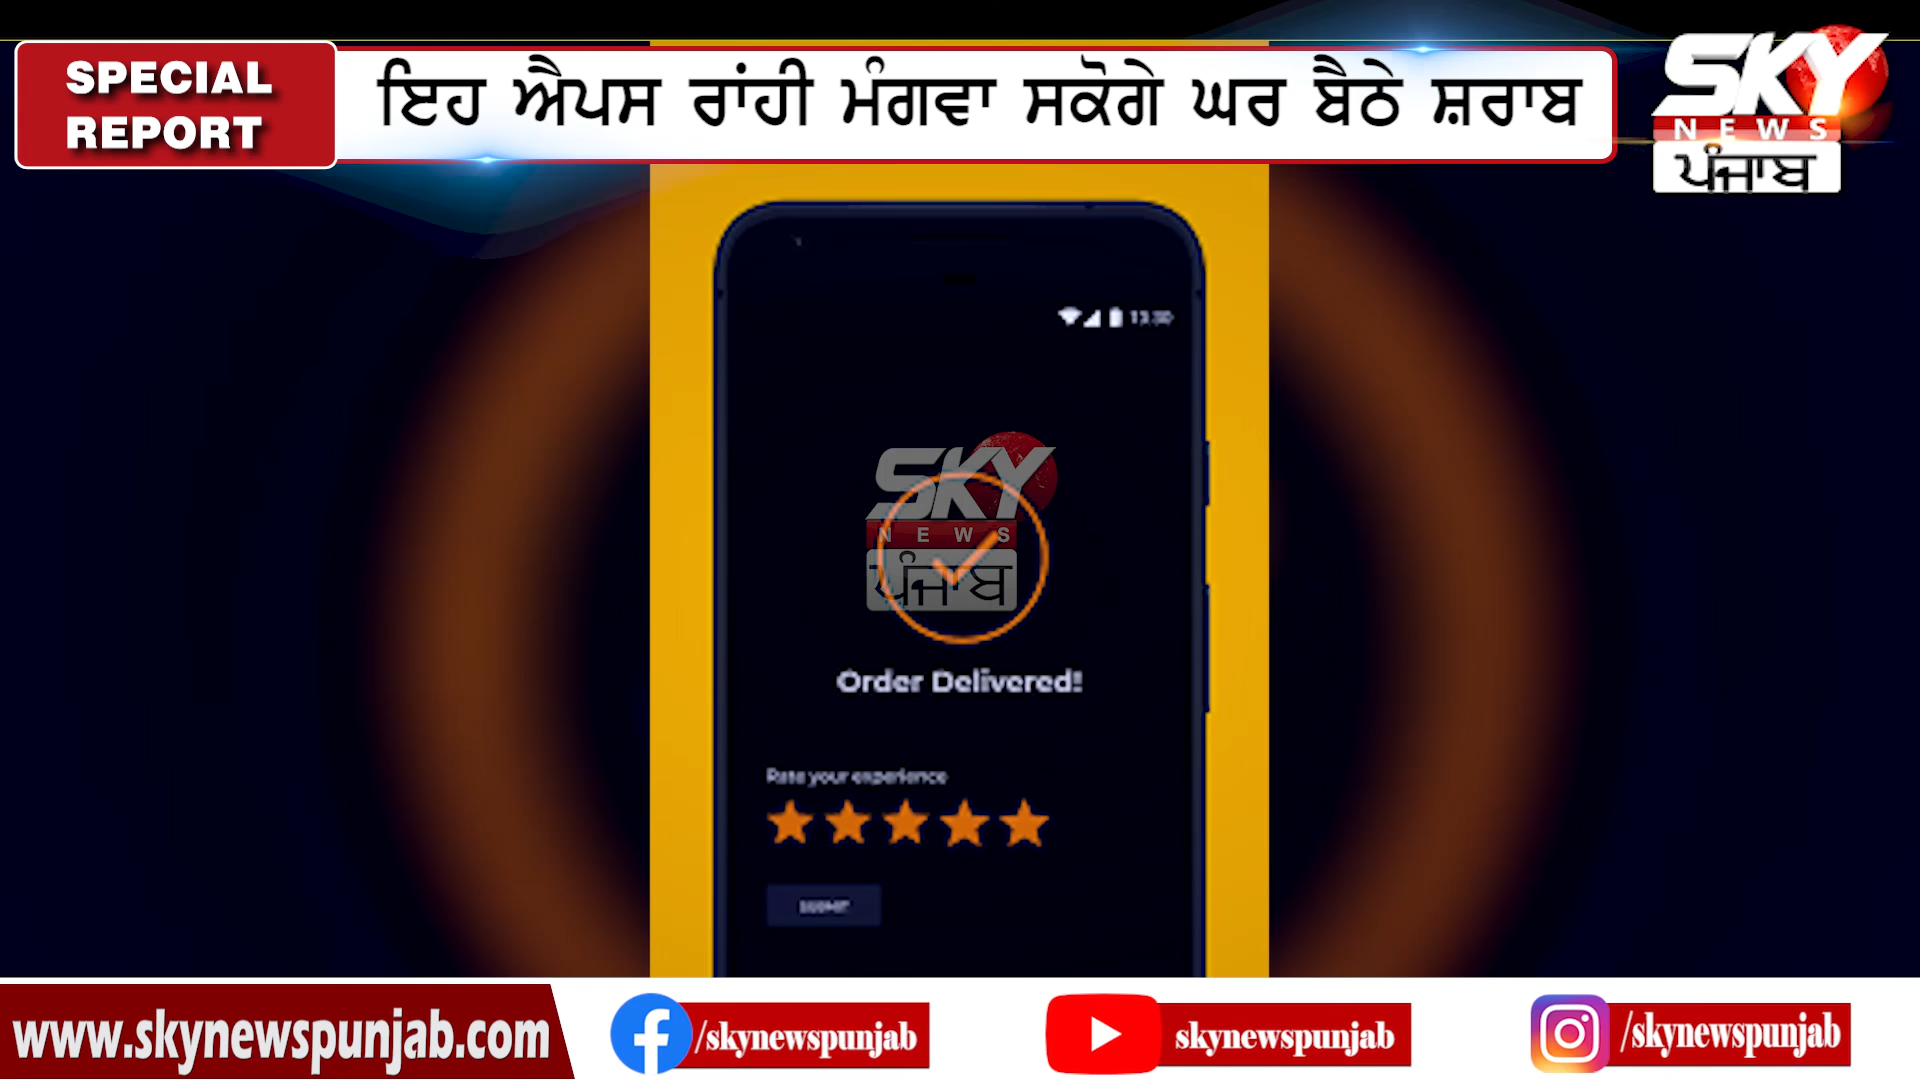 SPECIAL
REPORT
ਇਹ ਐਪਸ ਰਾਂਹੀ ਮੰਗਵਾ ਸਕੋਗੇ ਘਰ ਬੈਠੇ ਸ਼ਰਾਬ
SKY
NEWS
ਪੰਜਾਬ
SKY
NEWS
ਪੰਜਾਬ
Order Delivered!
Rate your experience
SUBMIT
www.skynewspunjab.com
/skynewspunjab
skynewspunjab
/skynewspunjab